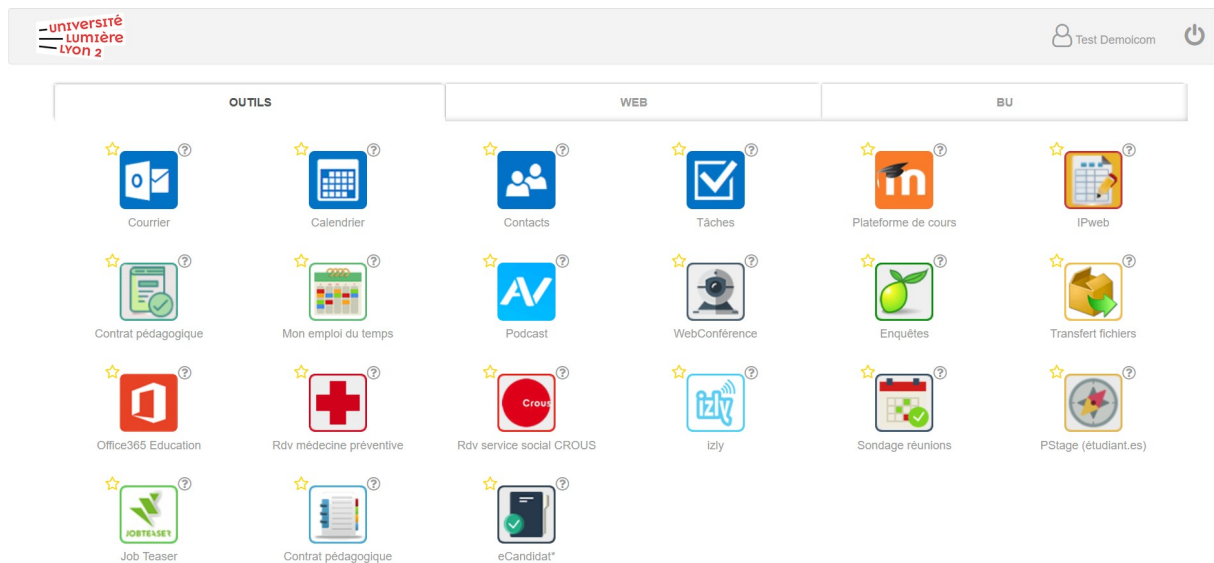 université
LUMIère
Lyon 2
Test Demoicom
OUTILS
WEB
BU
Courrier
Calendrier
Contacts
Tâches
Plateforme de cours
IPweb
Contrat pédagogique
Mon emploi du temps
Podcast
WebConférence
Enquêtes
Transfert fichiers
Crous
izly
JOBTEASER
Office365 Education
Rdv médecine préventive
Rdv service social CROUS
izly
Sondage réunions
PStage (étudiant.es)
Job Teaser
Contrat pédagogique
eCandidat*